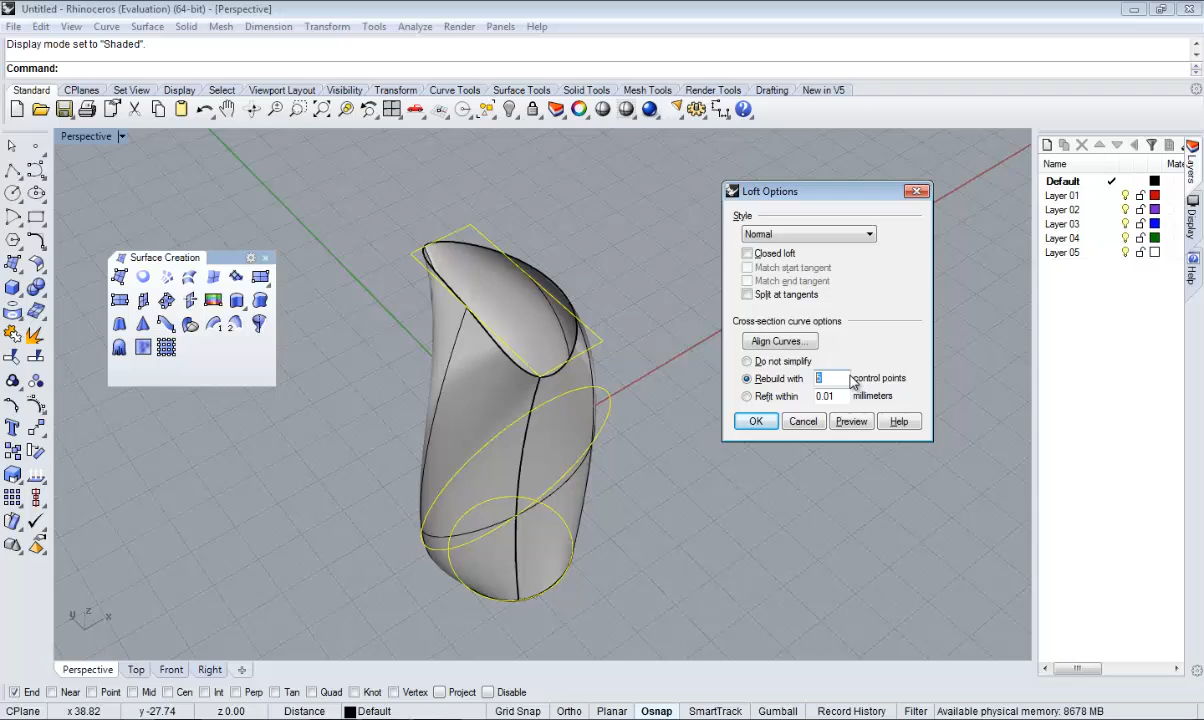 Untitled - Rhinoceros (Evaluation) (64-bit) - [Perspective]
File Edit View Curve Surface Solid Mesh Dimension Transform Tools Analyze Render Panels Help
Display mode set to "Shaded".
Command:
Standard CPlanes Set View Display Select Viewport Layout Visibility Transform Curve Tools Surface Tools Solid Tools Mesh Tools Render Tools Drafting New in V5
Perspective
Name Mate
Default
Layer 01
Layer 02
Layer 03
Layer 04
Layer 05
Layers
Display
Help
Surface Creation
1 2
Loft Options
Style
Normal
Closed loft
Match start tangent
Match end tangent
Split at tangents
Cross-section curve options
Align Curves...
Do not simplify
Rebuild with 5 control points
Refit within 0.01 millimeters
OK Cancel Preview Help
z
y x
Perspective Top Front Right
End Near Point Mid Cen Int Perp Tan Quad Knot Vertex Project Disable
CPlane x 38.82 y -27.74 z 0.00 Distance Default Grid Snap Ortho Planar Osnap SmartTrack Gumball Record History Filter Available physical memory: 8678 MB